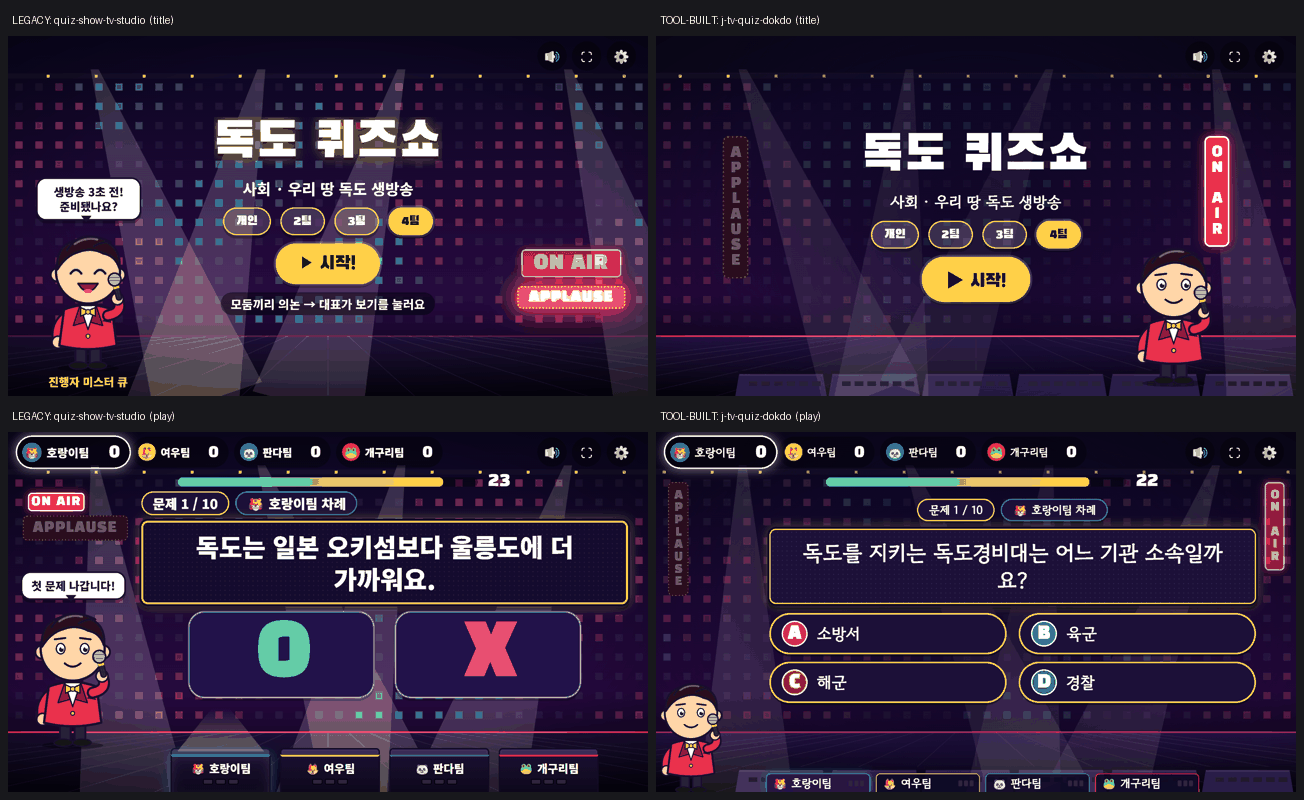 LEGACY: quiz-show-tv-studio (title)
독도 퀴즈쇼
사회 · 우리 땅 독도 생방송
생방송 3초 전!
준비됐나요?
개인 2팀 3팀 4팀
▶ 시작!
ON AIR
APPLAUSE
모둠끼리 의논 → 대표가 보기를 눌러요
진행자 미스터 큐
TOOL-BUILT: j-tv-quiz-dokdo (title)
APPLAUSE
독도 퀴즈쇼
ON AIR
사회 · 우리 땅 독도 생방송
개인 2팀 3팀 4팀
▶ 시작!
LEGACY: quiz-show-tv-studio (play)
호랑이팀 0 여우팀 0 판다팀 0 개구리팀 0
23
ON AIR
APPLAUSE
문제 1 / 10 호랑이팀 차례
독도는 일본 오키섬보다 울릉도에 더
가까워요.
첫 문제 나갑니다!
O X
호랑이팀 여우팀 판다팀 개구리팀
TOOL-BUILT: j-tv-quiz-dokdo (play)
호랑이팀 0 여우팀 0 판다팀 0 개구리팀 0
22
APPLAUSE
ON AIR
문제 1 / 10 호랑이팀 차례
독도를 지키는 독도경비대는 어느 기관 소속일까
요?
A 소방서 B 육군
C 해군 D 경찰
호랑이팀 여우팀 판다팀 개구리팀